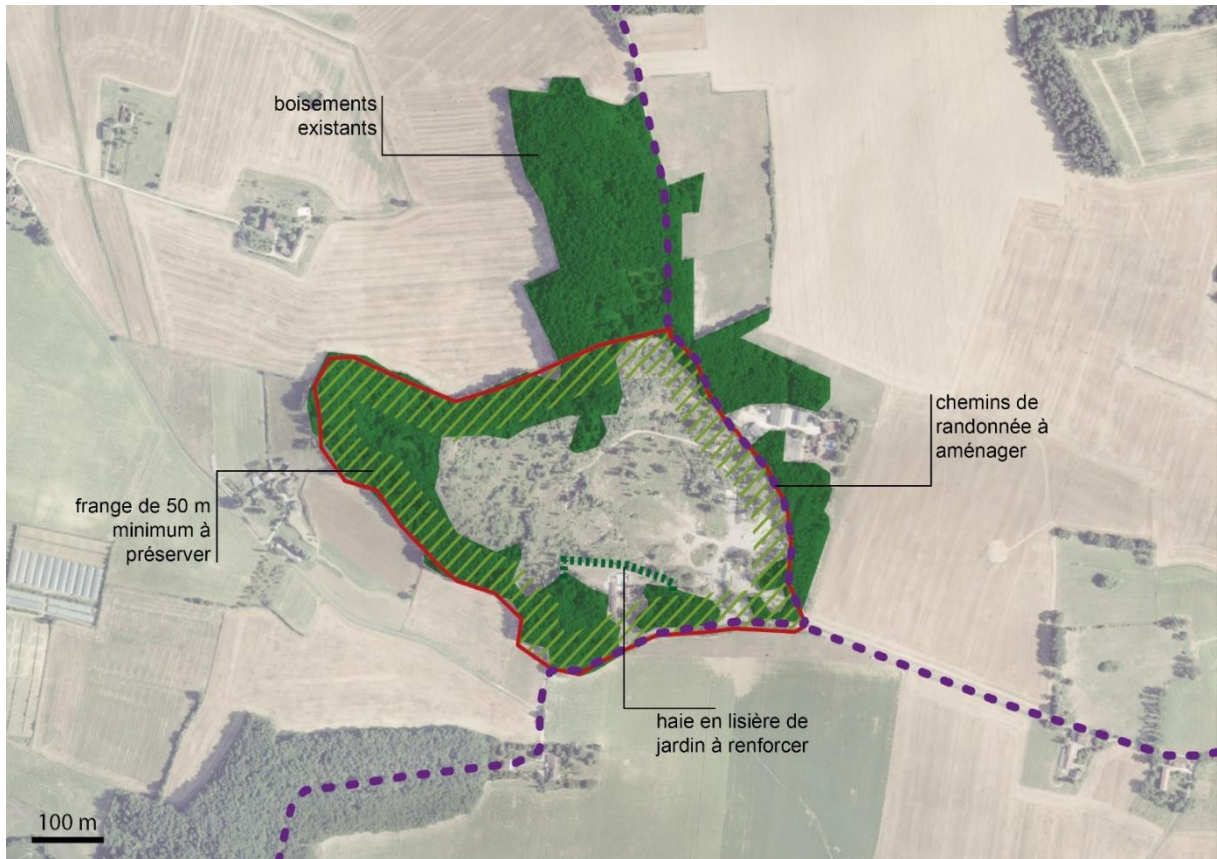 boisements
existants
chemins de
randonnée à
aménager
frange de 50 m
minimum à
préserver
haie en lisière de
jardin à renforcer
100 m